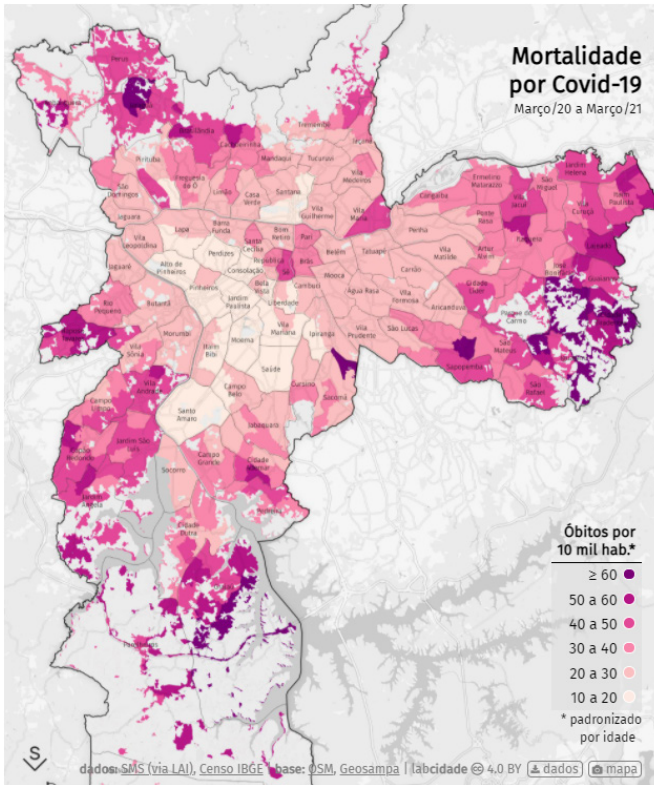 Mortalidade
por Covid-19
Março/20 a Março/21
Perus
Brasilândia
Cachoeirinha
Tremembé
Jaçanã
Mandaqui
Tucuruvi
Pirituba
Freguesia
do Ó
Limão
Casa
Verde
Santana
Vila
Medeiros
São
Domingos
Vila
Guilherme
Vila
Maria
Jaguara
Lapa
Barra
Funda
Bom
Retiro
Pari
Cangaíba
Ermelino
Matarazzo
São
Miguel
Jardim
Helena
Vila
Jacuí
Vila
Curuçá
Itaim
Paulista
Vila
Leopoldina
Perdizes
Santa
Cecília
República
Sé
Brás
Belém
Tatuapé
Penha
Ponte
Rasa
Itaquera
Lajeado
Jaguaré
Alto de
Pinheiros
Consolação
Bela
Vista
Cambuci
Mooca
Carrão
Vila
Matilde
Artur
Alvim
José
Bonifácio
Guaianases
Rio
Pequeno
Butantã
Pinheiros
Jardim
Paulista
Liberdade
Água Rasa
Vila
Formosa
Aricanduva
Cidade
Líder
Parque do
Carmo
Raposo
Tavares
Morumbi
Itaim
Bibi
Moema
Vila
Mariana
Ipiranga
Vila
Prudente
São Lucas
São
Mateus
Vila
Sônia
Saúde
Sapopemba
São
Rafael
Vila
Andrade
Campo
Belo
Cursino
Sacomã
Campo
Limpo
Santo
Amaro
Jabaquara
Jardim São
Luís
Capão
Redondo
Socorro
Campo
Grande
Cidade
Ademar
Jardim
Ângela
Pedreira
Cidade
Dutra
Óbitos por
10 mil hab.*
≥ 60
50 a 60
40 a 50
30 a 40
20 a 30
10 a 20
* padronizado
por idade
S
dados: SMS (via LAI), Censo IBGE base: OSM, Geosampa | labcidade cc 4.0 BY dados mapa